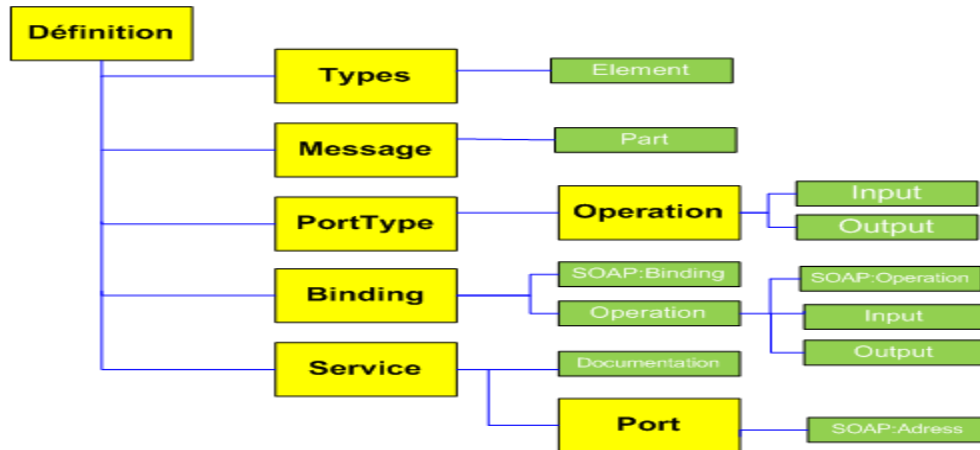 Définition
Types
Element
Message
Part
PortType
Operation
Input
Output
Binding
SOAP:Binding
Operation
SOAP:Operation
Input
Output
Service
Documentation
Port
SOAP:Adress